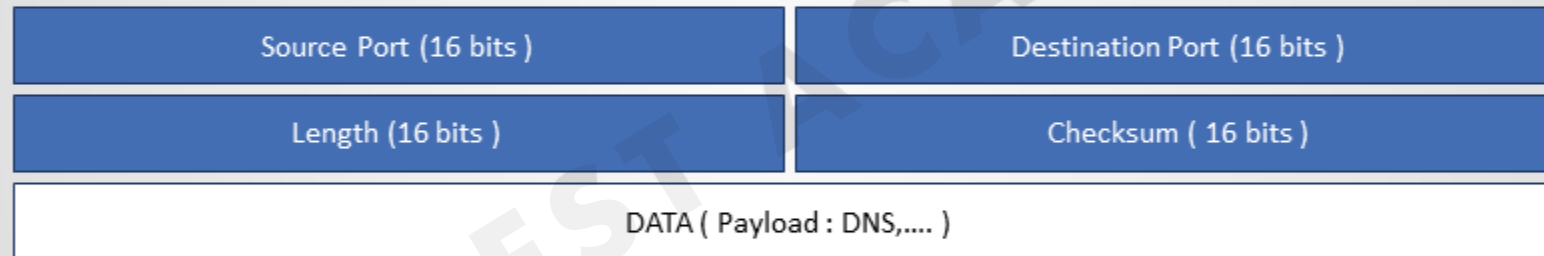 Source Port (16 bits )
Destination Port (16 bits )
Length (16 bits )
Checksum ( 16 bits )
DATA ( Payload : DNS,.... )